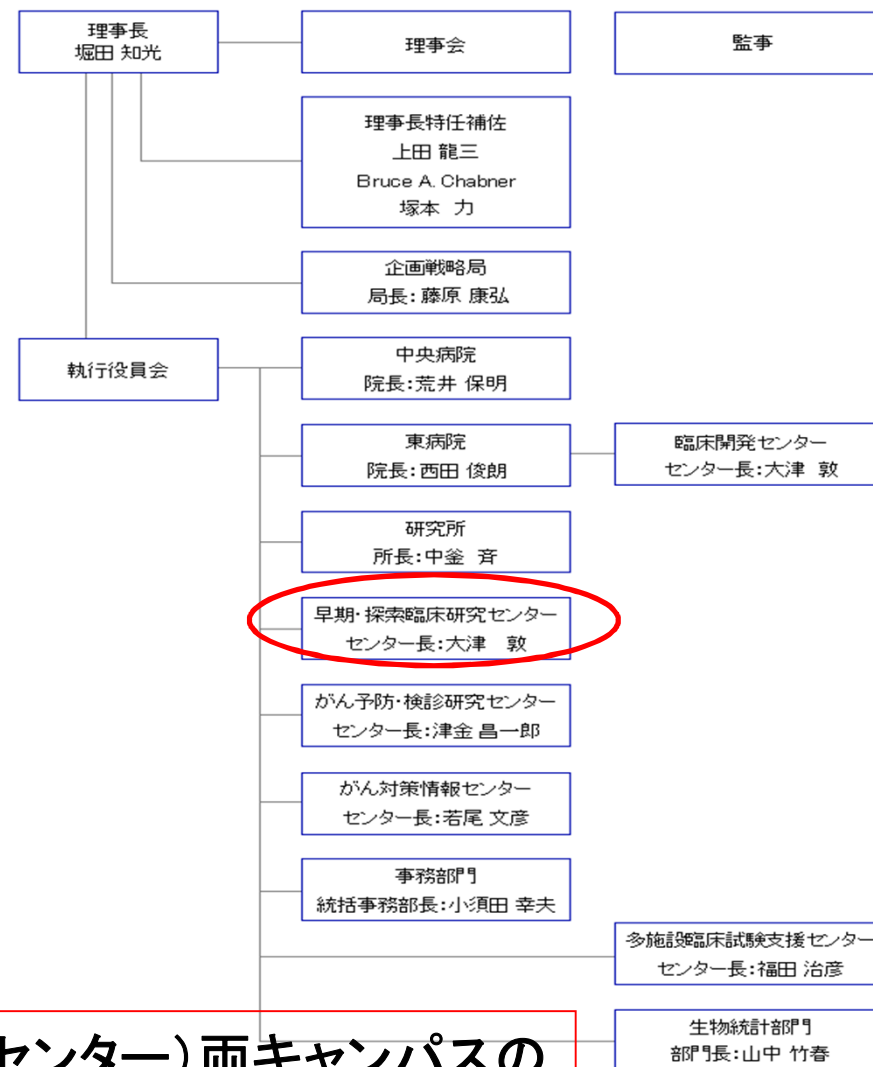 理事長
堀田 知光
理事会
監事
理事長特任補佐
上田 龍三
Bruce A. Chabner
塚本 力
企画戦略局
局長:藤原 康弘
執行役員会
中央病院
院長:荒井 保明
東病院
院長:西田 俊朗
臨床開発センター
センター長:大津 敦
研究所
所長:中釜 斉
早期・探索臨床研究センター
センター長:大津 敦
がん予防・検診研究センター
センター長:津金 昌一郎
がん対策情報センター
センター長:若尾 文彦
事務部門
統括事務部長:小須田 幸夫
多施設臨床試験支援センター
センター長:福田 治彦
生物統計部門
部門長:山中 竹春
センター)両キャンパスの